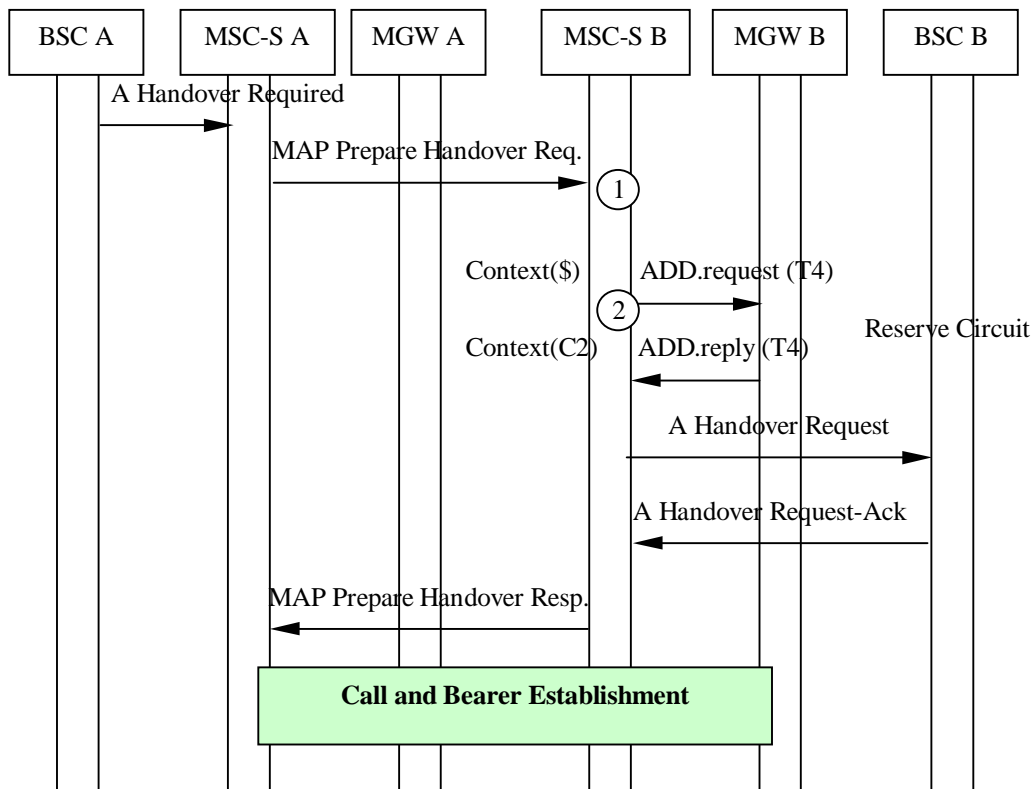 BSC A
MSC-S A
MGW A
MSC-S B
MGW B
BSC B
A Handover Required
MAP Prepare Handover Req.
1
Context($)
ADD.request (T4)
2
Reserve Circuit
Context(C2)
ADD.reply (T4)
A Handover Request
A Handover Request-Ack
MAP Prepare Handover Resp.
Call and Bearer Establishment